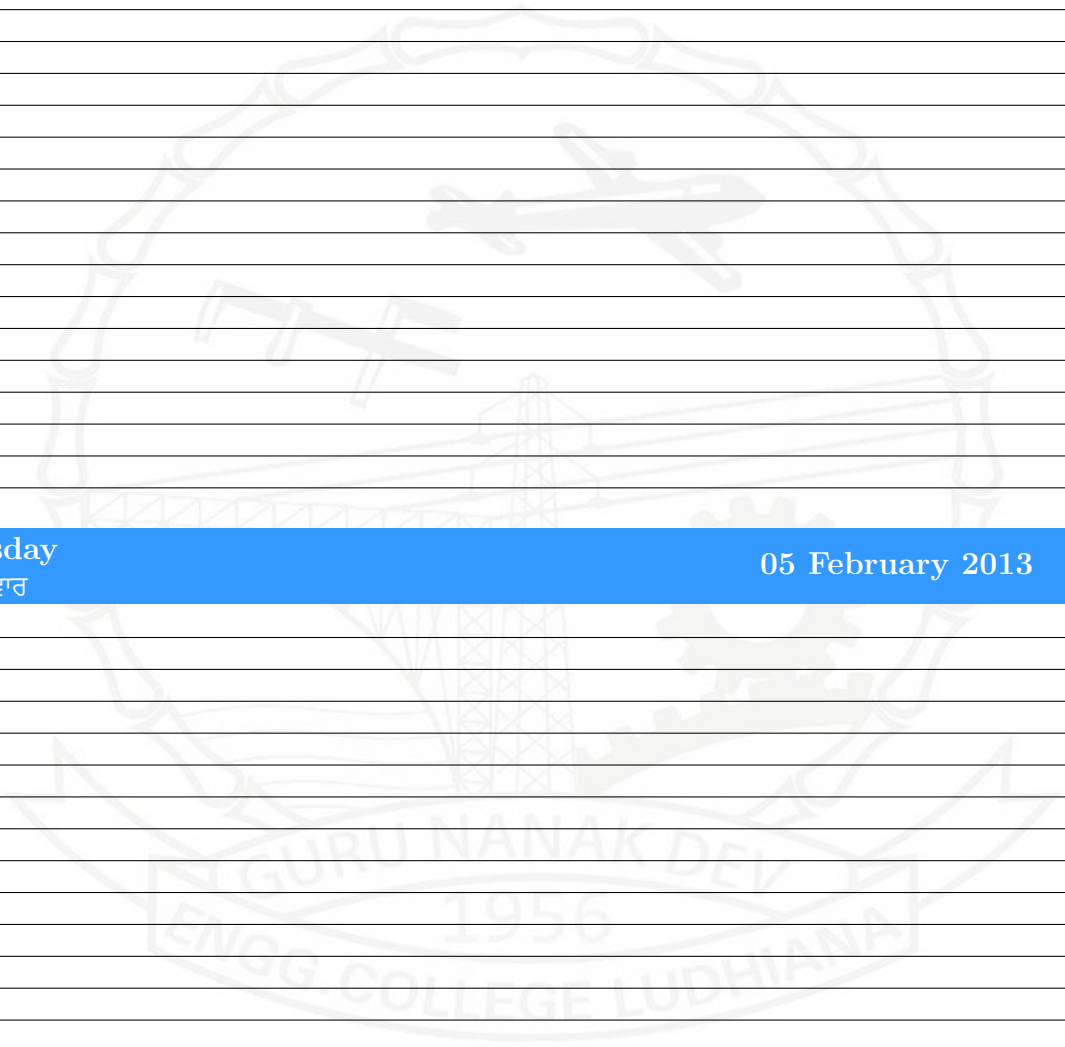 sday
05 February 2013
ਵਾਰ
GURU NANAK DEV
1956
ENGG. COLLEGE LUDHIANA